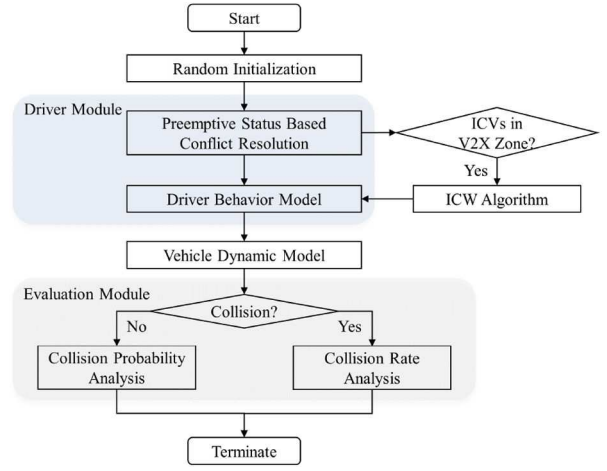 Start
Random Initialization
Driver Module
Preemptive Status Based
Conflict Resolution
ICVs in
V2X Zone?
Yes
Driver Behavior Model
ICW Algorithm
Vehicle Dynamic Model
Evaluation Module
Collision?
No
Yes
Collision Probability
Analysis
Collision Rate
Analysis
Terminate